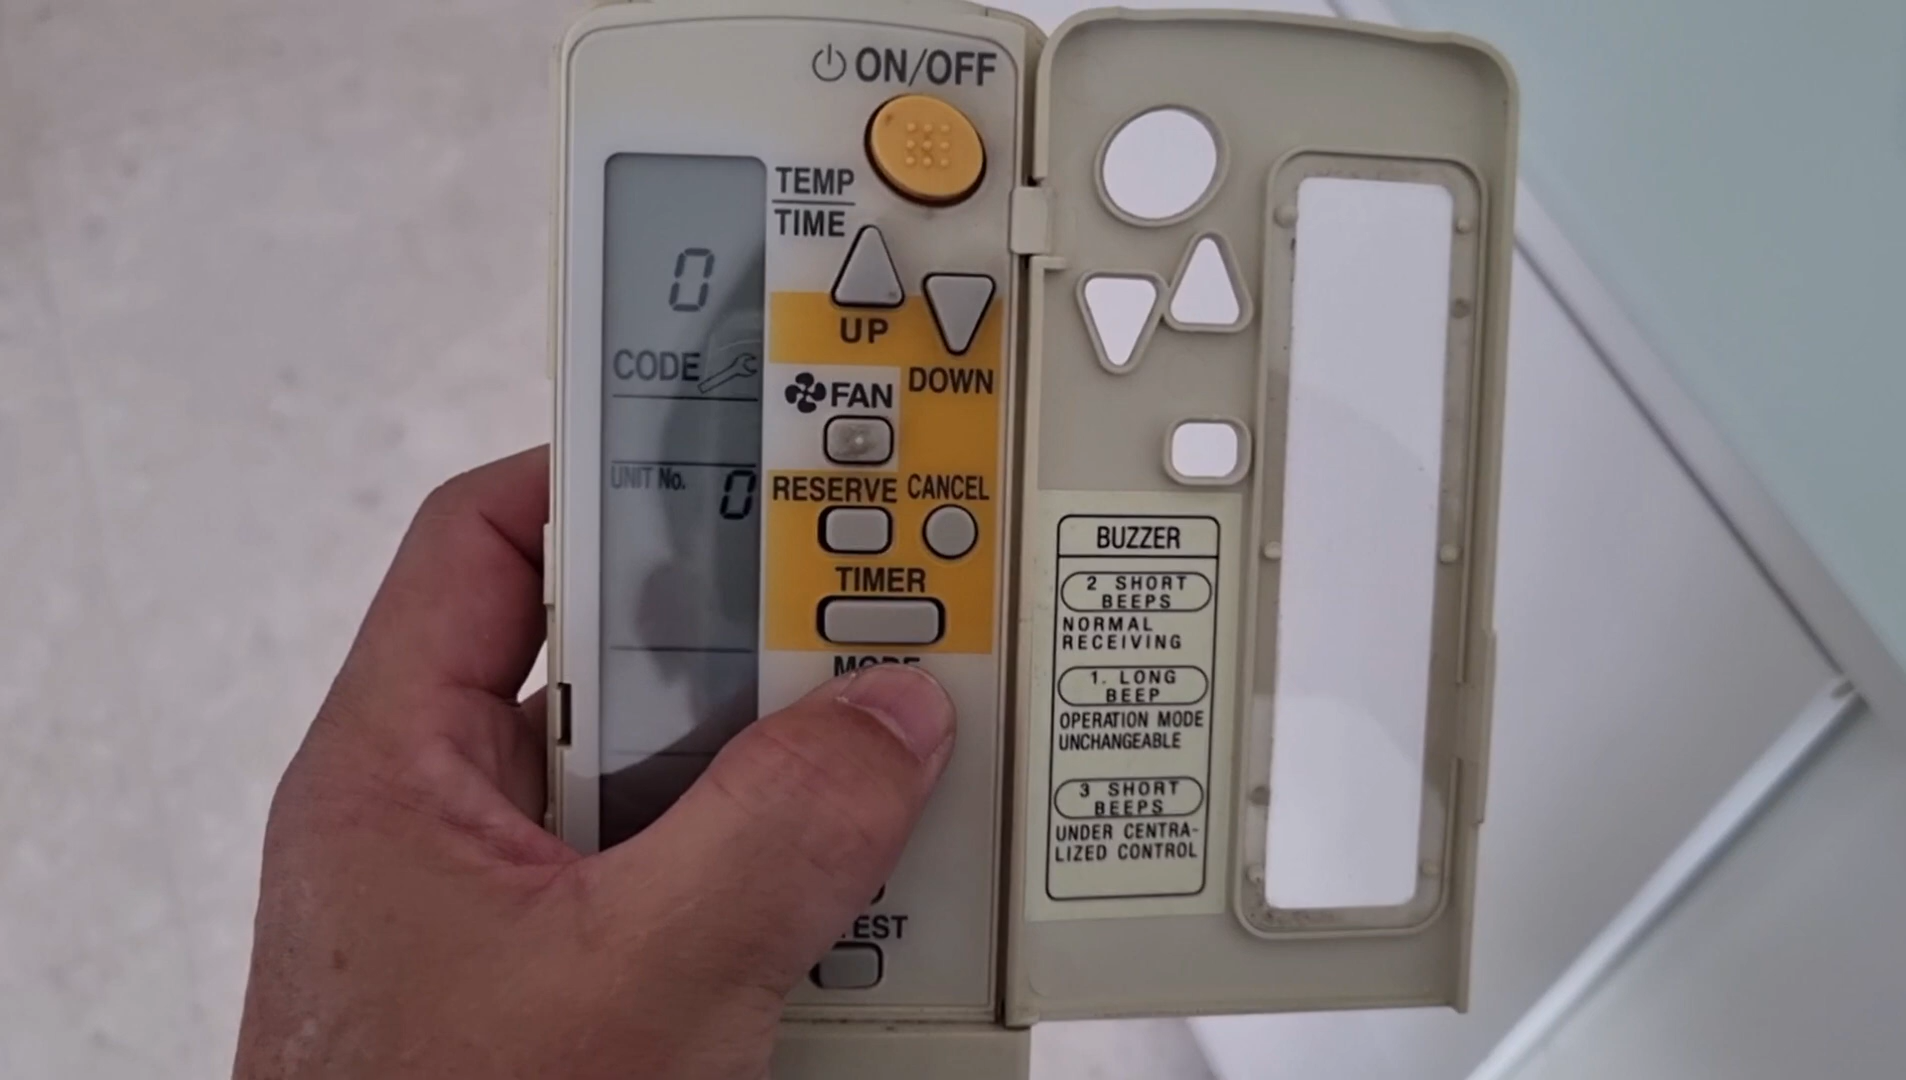 ON/OFF
TEMP
TIME
0
UP
CODE
DOWN
FAN
UNIT No.
0
RESERVE CANCEL
TIMER
MODE
BUZZER
2 SHORT
BEEPS
NORMAL
RECEIVING
1. LONG
BEEP
OPERATION MODE
UNCHANGEABLE
3 SHORT
BEEPS
UNDER CENTRA-
LIZED CONTROL